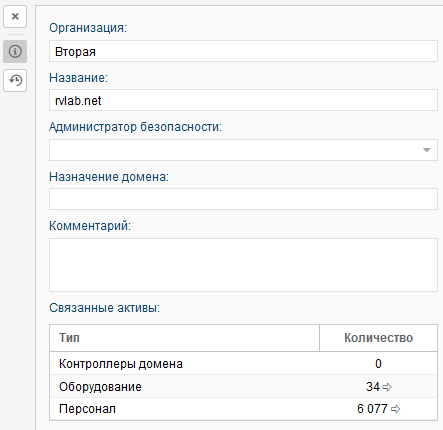 Организация:
Вторая
Название:
rvlab.net
Администратор безопасности:
Назначение домена:
Комментарий:
Связанные активы:
Тип Количество
Контроллеры домена 0
Оборудование 34
Персонал 6 077